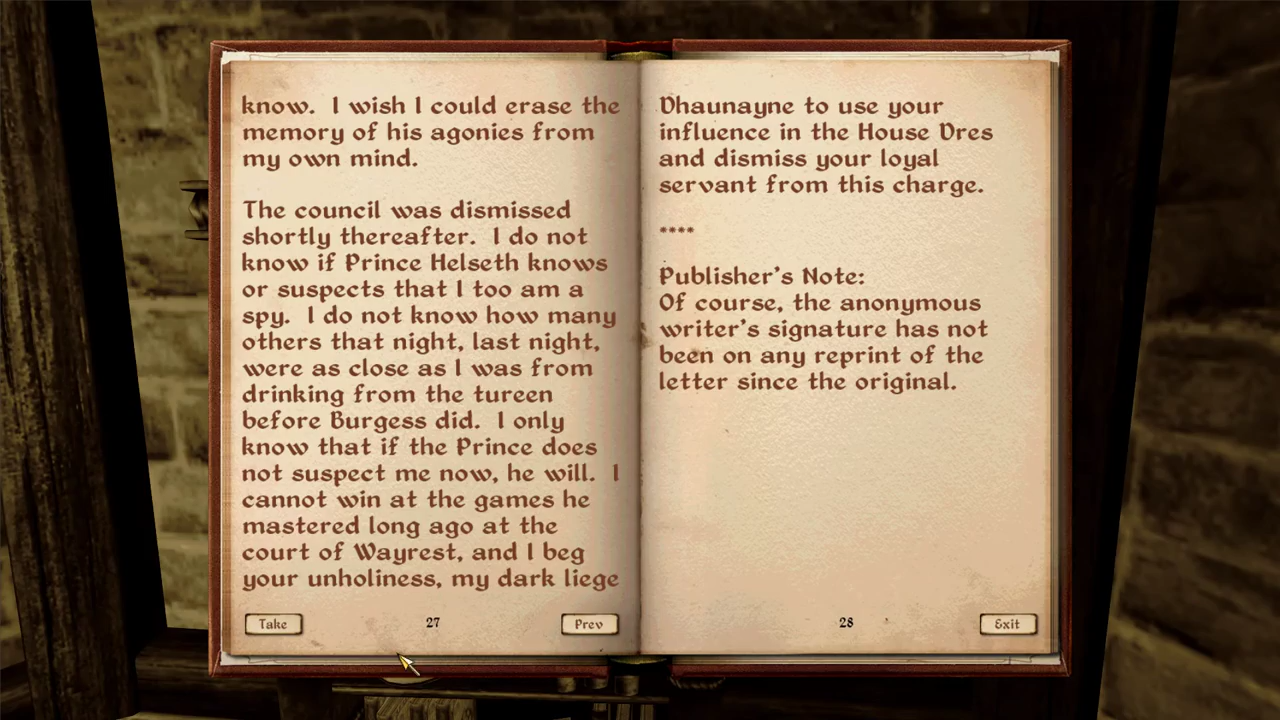 know.  I wish I could erase the
memory of his agonies from
my own mind.
The council was dismissed
shortly thereafter.  I do not
know if Prince Helseth knows
or suspects that I too am a
spy.  I do not know how many
others that night, last night,
were as close as I was from
drinking from the tureen
before Burgess did.  I only
know that if the Prince does
not suspect me now, he will.  I
cannot win at the games he
mastered long ago at the
court of Wayrest, and I beg
your unholiness, my dark liege
Take
27
Prev
Dhaunayne to use your
influence in the House Dres
and dismiss your loyal
servant from this charge.
****
Publisher's Note:
Of course, the anonymous
writer's signature has not
been on any reprint of the
letter since the original.
28
Exit